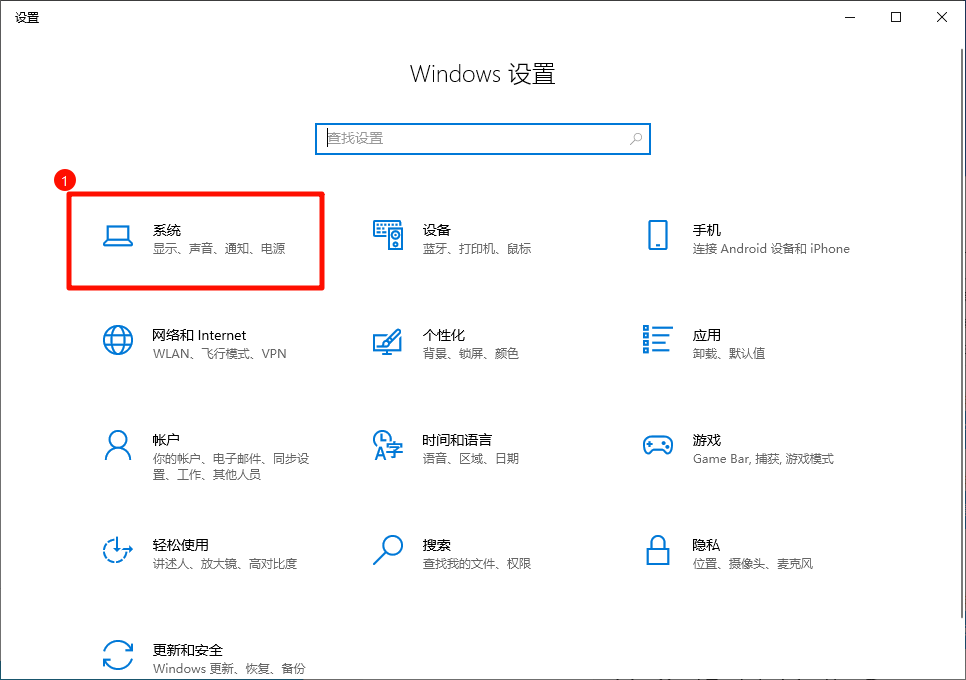 设置
Windows 设置
查找设置
1
系统
显示、声音、通知、电源
设备
蓝牙、打印机、鼠标
手机
连接 Android 设备和 iPhone
网络和 Internet
WLAN、飞行模式、VPN
个性化
背景、锁屏、颜色
应用
卸载、默认值
帐户
你的帐户、电子邮件、同步设
置、工作、其他人员
时间和语言
语音、区域、日期
游戏
Game Bar, 捕获, 游戏模式
轻松使用
讲述人、放大镜、高对比度
搜索
查找我的文件、权限
隐私
位置、摄像头、麦克风
更新和安全
Windows 更新、恢复、备份